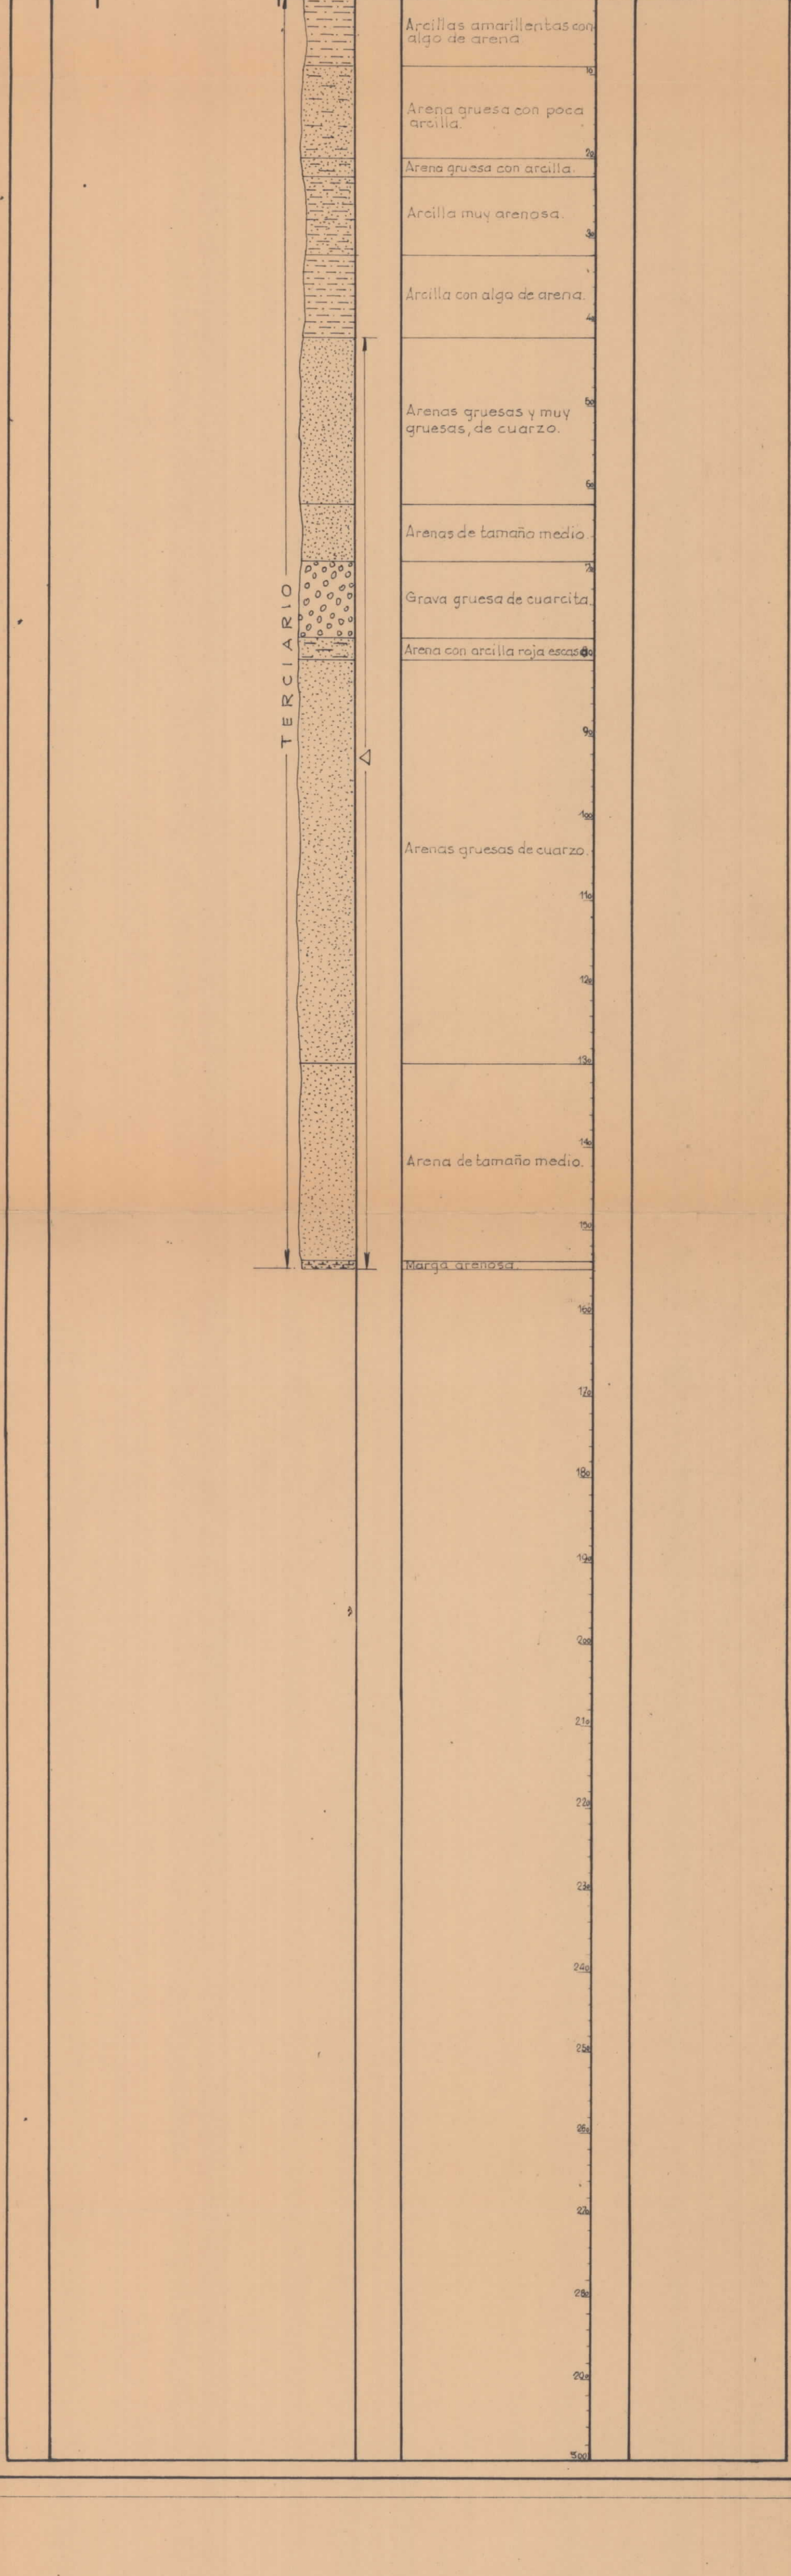 Arcillas amarillentas con
algo de arena
10
Arena gruesa con poca
arcilla.
20
Arena gruesa con arcilla.
Arcilla muy arenosa.
30
Arcilla con algo de arena.
40
50
Arenas gruesas y muy
gruesas, de cuarzo.
60
Arenas de tamaño medio.
70
TERCIARIO
Grava gruesa de cuarcita.
Arena con arcilla roja escasa
80
90
100
Arenas gruesas de cuarzo.
110
120
130
140
Arena de tamaño medio.
150
Marga arenosa.
160
170
180
190
200
210
220
230
240
250
260
270
280
290
300